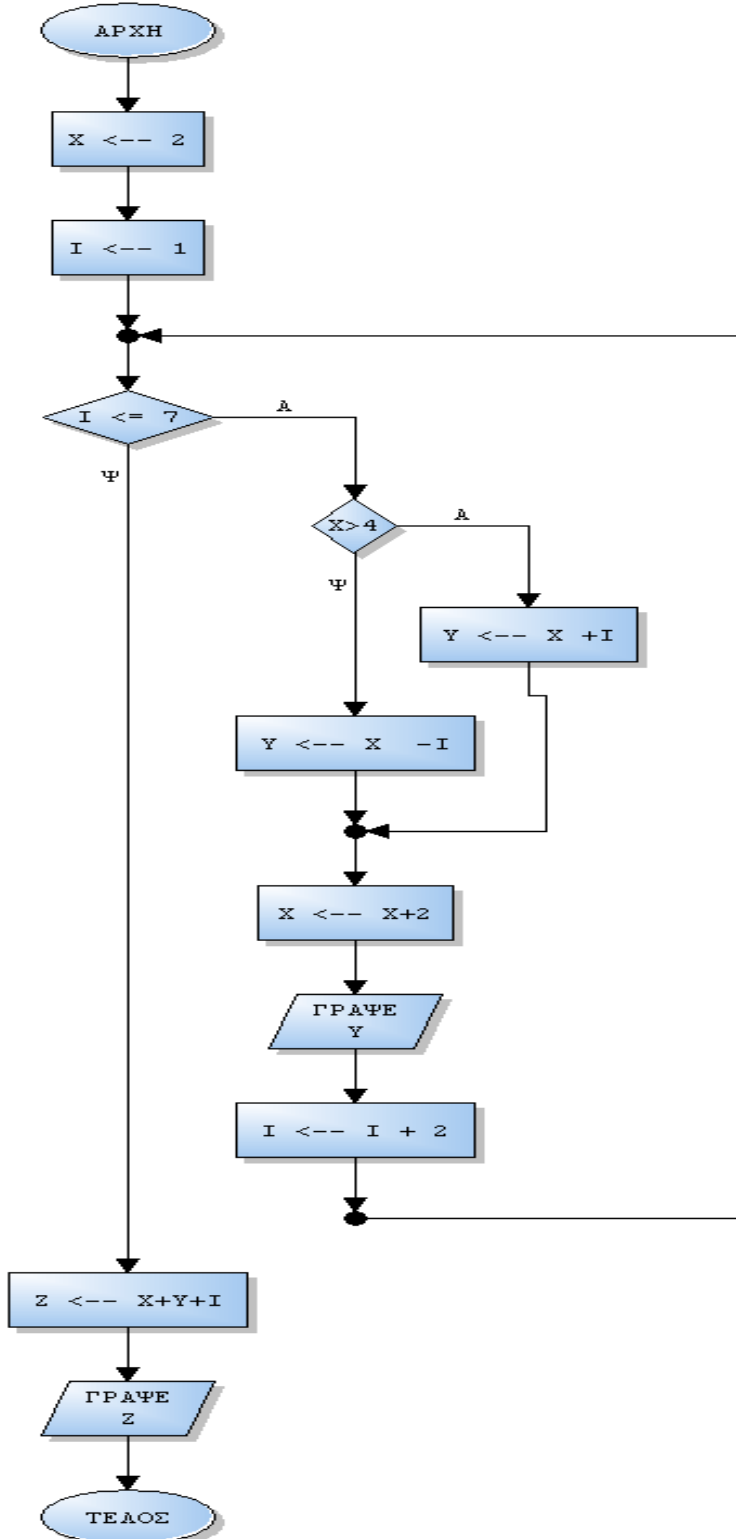 ΑΡΧΗ
X <-- 2
I <-- 1
I <= 7
Α
Ψ
X>4
Α
Ψ
Y <-- X +I
Y <-- X -I
X <-- X+2
ΓΡΑΨΕ
Y
I <-- I + 2
Z <-- X+Y+I
ΓΡΑΨΕ
Z
ΤΕΛΟΣ